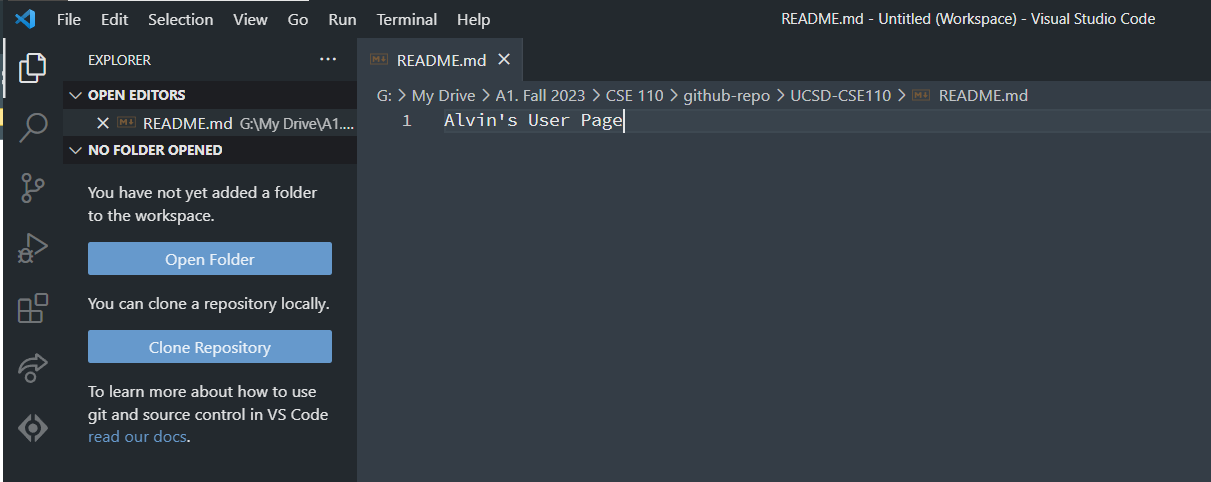 File Edit Selection View Go Run Terminal Help README.md - Untitled (Workspace) - Visual Studio Code
EXPLORER ···
OPEN EDITORS
README.md G:\My Drive\A1....
NO FOLDER OPENED
You have not yet added a folder
to the workspace.
Open Folder
You can clone a repository locally.
Clone Repository
To learn more about how to use
git and source control in VS Code
read our docs.
README.md
G: > My Drive > A1. Fall 2023 > CSE 110 > github-repo > UCSD-CSE110 > README.md
1 Alvin's User Page